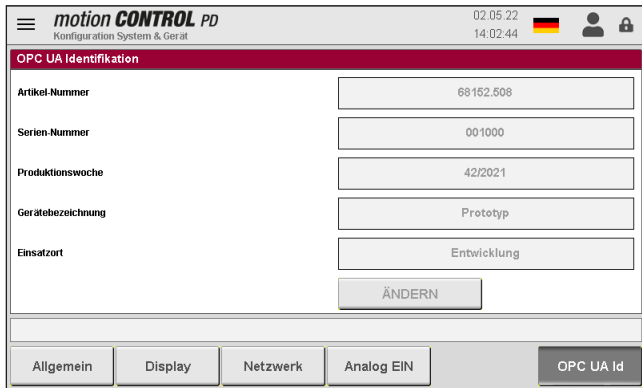 motion CONTROL PD
Konfiguration System & Gerät
02.05.22
14:02:44
OPC UA Identifikation
Artikel-Nummer
68152.508
Serien-Nummer
001000
Produktionswoche
42/2021
Gerätebezeichnung
Prototyp
Einsatzort
Entwicklung
ÄNDERN
Allgemein
Display
Netzwerk
Analog EIN
OPC UA Id